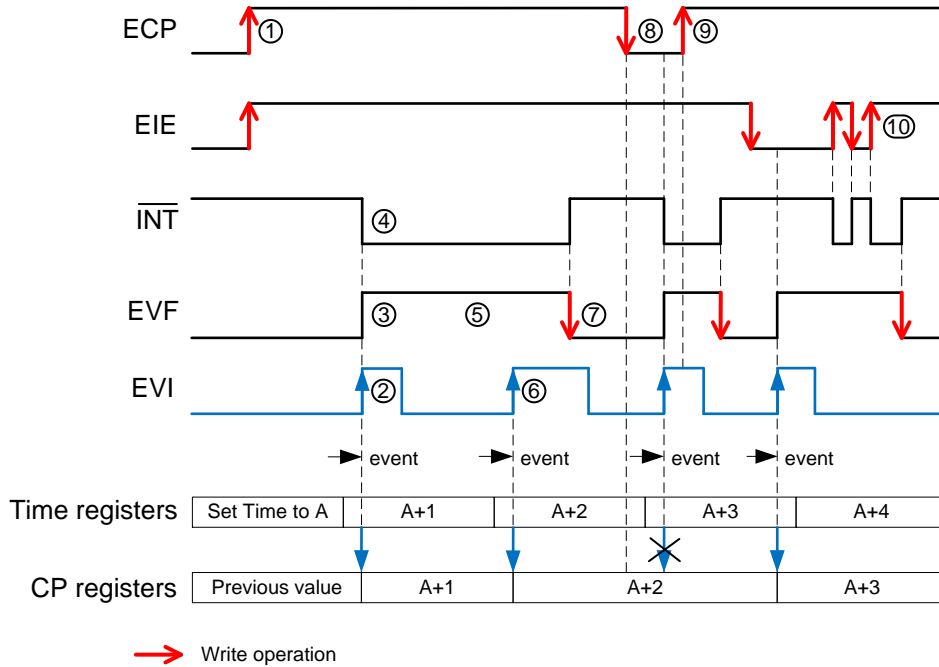 ECP ① ⑧ ⑨
EIE ⑩
INT ④
EVF ③ ⑤ ⑦
EVI ② ⑥
event event event event
Time registers Set Time to A A+1 A+2 A+3 A+4
CP registers Previous value A+1 A+2 A+3
Write operation